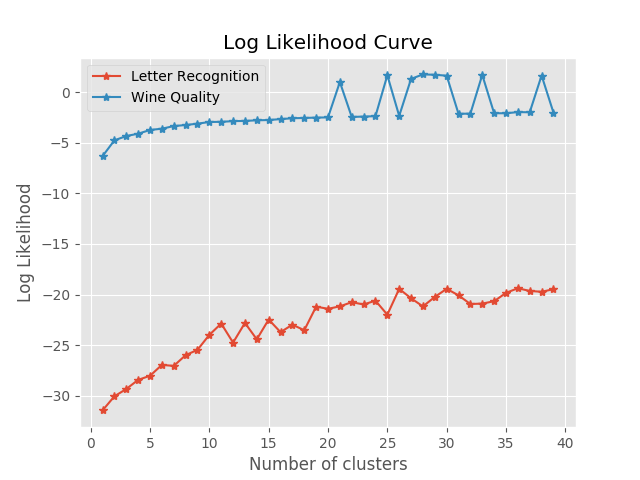 Log Likelihood Curve
Letter Recognition
Wine Quality
Log Likelihood
0
−5
−10
−15
−20
−25
−30
0 5 10 15 20 25 30 35 40
Number of clusters